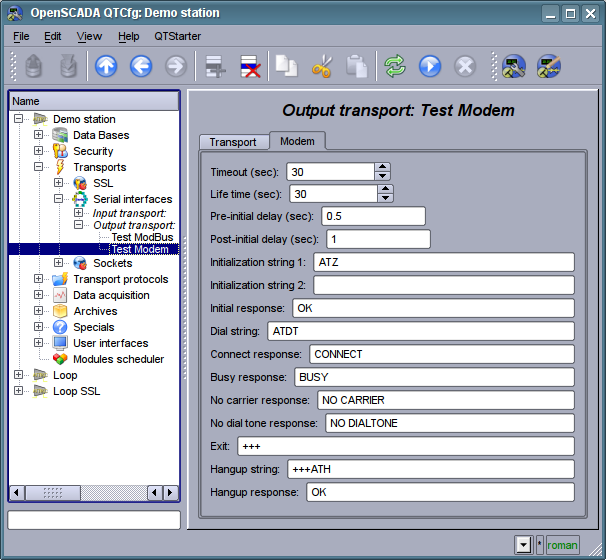 OpenSCADA QTCfg: Demo station
File Edit View Help QTStarter
Name
Demo station
Data Bases
Security
Transports
SSL
Serial interfaces
Input transport:
Output transport:
Test ModBus
Test Modem
Sockets
Transport protocols
Data acquisition
Archives
Specials
User interfaces
Modules scheduler
Loop
Loop SSL
Output transport: Test Modem
Transport Modem
Timeout (sec): 30
Life time (sec): 30
Pre-initial delay (sec): 0.5
Post-initial delay (sec): 1
Initialization string 1: ATZ
Initialization string 2:
Initial response: OK
Dial string: ATDT
Connect response: CONNECT
Busy response: BUSY
No carrier response: NO CARRIER
No dial tone response: NO DIALTONE
Exit: +++
Hangup string: +++ATH
Hangup response: OK
* roman